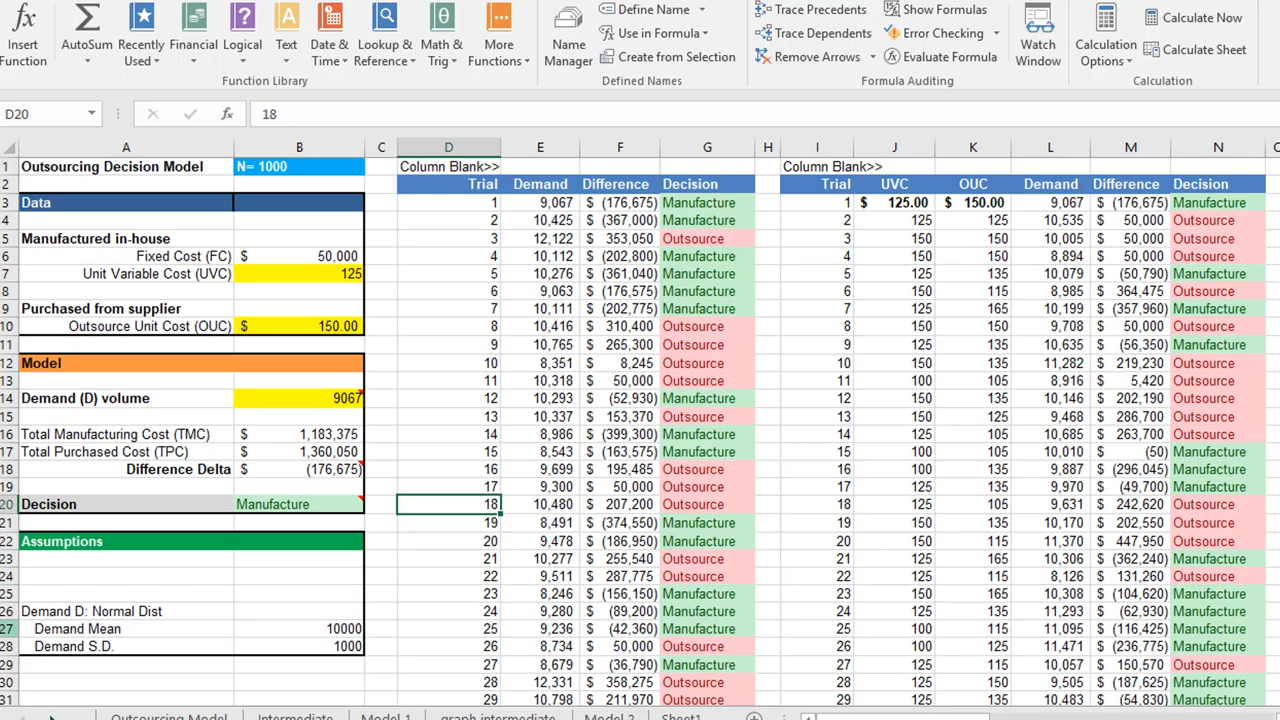 fx Σ ? A θ
Insert Function AutoSum Recently Used Financial Logical Text Date & Time Lookup & Reference Math & Trig More Functions
Function Library
Name Manager
Define Name
Use in Formula
Create from Selection
Defined Names
Trace Precedents Show Formulas
Trace Dependents Error Checking
Remove Arrows Evaluate Formula
Formula Auditing
Watch Window
Calculation Options
Calculate Now
Calculate Sheet
Calculation
D20 fx 18
A B C D E F G H I J K L M N
1 Outsourcing Decision Model N= 1000 Column Blank>> Column Blank>>
2 Trial Demand Difference Decision Trial UVC OUC Demand Difference Decision
3 Data 1 9,067 $ (176,675) Manufacture 1 $ 125.00 $ 150.00 9,067 $ (176,675) Manufacture
4 2 10,425 $ (367,000) Manufacture 2 125 125 10,535 $ 50,000 Outsource
5 Manufactured in-house 3 12,122 $ 353,050 Outsource 3 150 150 10,005 $ 50,000 Outsource
6 Fixed Cost (FC) $ 50,000 4 10,112 $ (202,800) Manufacture 4 150 150 8,894 $ 50,000 Outsource
7 Unit Variable Cost (UVC) 125 5 10,276 $ (361,040) Manufacture 5 125 135 10,079 $ (50,790) Manufacture
8 6 9,063 $ (176,575) Manufacture 6 150 115 8,985 $ 364,475 Outsource
9 Purchased from supplier 7 10,111 $ (202,775) Manufacture 7 125 165 10,199 $ (357,960) Manufacture
10 Outsource Unit Cost (OUC) $ 150.00 8 10,416 $ 310,400 Outsource 8 150 150 9,708 $ 50,000 Outsource
11 9 10,765 $ 265,300 Outsource 9 125 135 10,635 $ (56,350) Manufacture
12 Model 10 8,351 $ 8,245 Outsource 10 150 135 11,282 $ 219,230 Outsource
13 11 10,318 $ 50,000 Outsource 11 100 105 8,916 $ 5,420 Outsource
14 Demand (D) volume 9067 12 10,293 $ (52,930) Manufacture 12 150 135 10,146 $ 202,190 Outsource
15 13 10,337 $ 153,370 Outsource 13 150 125 9,468 $ 266,700 Outsource
16 Total Manufacturing Cost (TMC) $ 1,183,375 14 8,986 $ (399,300) Manufacture 14 125 105 10,685 $ 263,700 Outsource
17 Total Purchased Cost (TPC) $ 1,360,050 15 8,543 $ (163,575) Manufacture 15 100 105 10,010 $ (50) Manufacture
18 Difference Delta $ (176,675) 16 9,699 $ 195,485 Outsource 16 100 135 9,887 $ (296,045) Manufacture
19 17 9,300 $ 50,000 Outsource 17 125 135 9,970 $ (49,700) Manufacture
20 Decision Manufacture 18 10,480 $ 207,200 Outsource 18 125 105 9,631 $ 242,620 Outsource
21 19 8,491 $ (374,550) Manufacture 19 150 135 10,170 $ 202,550 Outsource
22 Assumptions 20 9,478 $ (186,950) Manufacture 20 150 115 11,370 $ 447,950 Outsource
23 21 10,277 $ 255,540 Outsource 21 125 165 10,306 $ (362,240) Manufacture
24 22 9,511 $ 287,775 Outsource 22 125 115 8,126 $ 131,260 Outsource
25 23 8,246 $ (156,150) Manufacture 23 150 165 10,308 $ (104,620) Manufacture
26 Demand D: Normal Dist 24 9,280 $ (89,200) Manufacture 24 125 135 11,293 $ (62,930) Manufacture
27 Demand Mean 10000 25 9,236 $ (42,360) Manufacture 25 100 115 11,095 $ (116,425) Manufacture
28 Demand S.D. 1000 26 8,734 $ 50,000 Outsource 26 100 125 11,471 $ (236,775) Manufacture
29 27 8,679 $ (36,790) Manufacture 27 125 115 10,057 $ 150,570 Outsource
30 28 12,331 $ 358,275 Outsource 28 150 165 9,505 $ (187,625) Manufacture
31 29 10,798 $ 211,970 Outsource 29 125 135 10,483 $ (54,830) Manufacture
Outsourcing Model Intermediate Model 1 graph intermediate Model 2 Sheet1